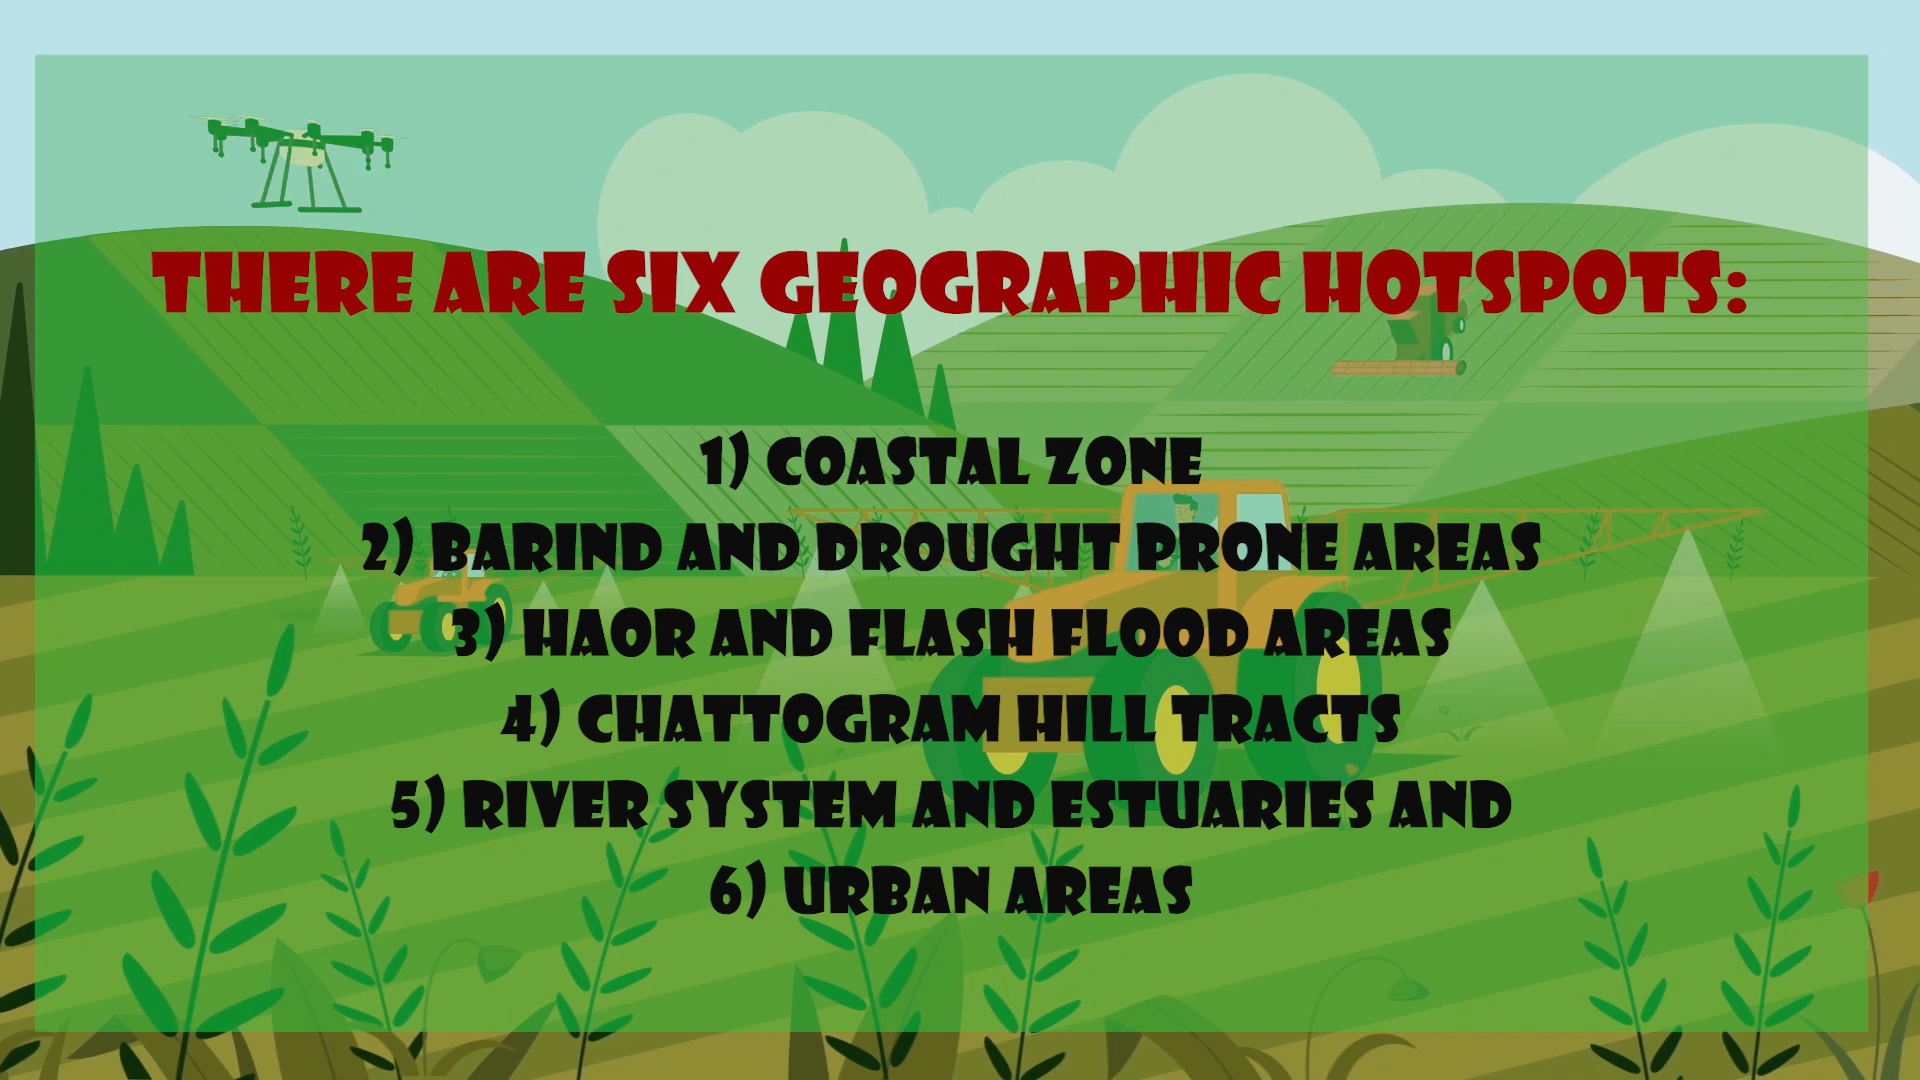 THERE ARE SIX GEOGRAPHIC HOTSPOTS:
1) COASTAL ZONE
2) BARIND AND DROUGHT PRONE AREAS
3) HAOR AND FLASH FLOOD AREAS
4) CHATTOGRAM HILL TRACTS
5) RIVER SYSTEM AND ESTUARIES AND
6) URBAN AREAS